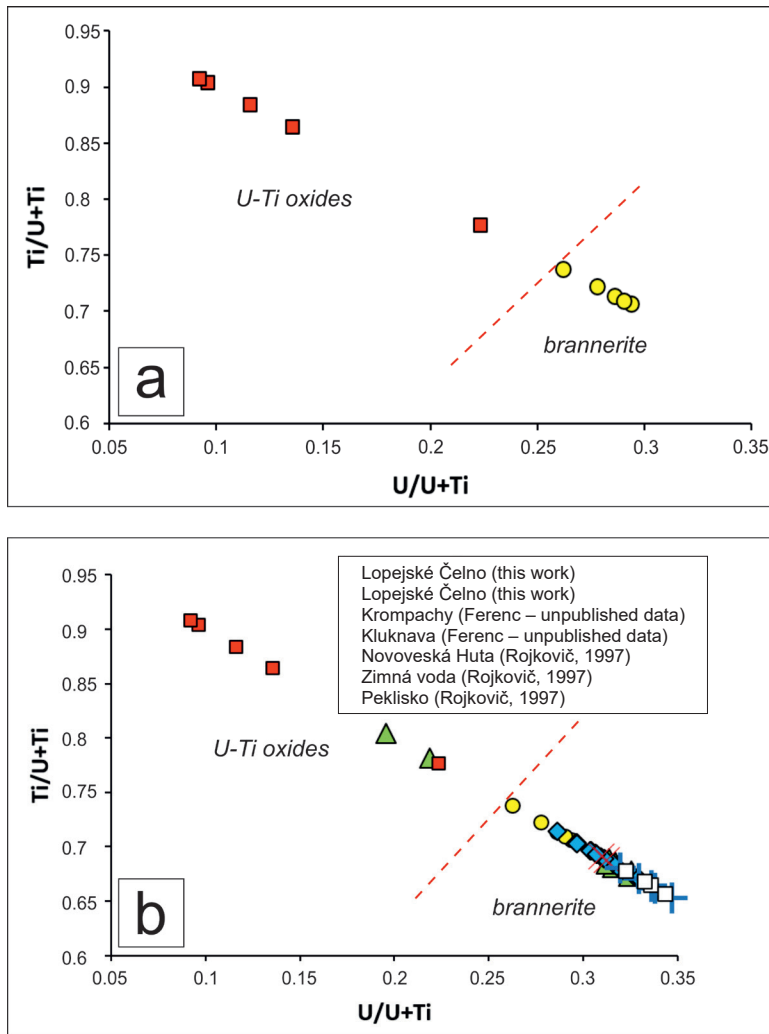 0.95
0.9
0.85
0.8
0.75
0.7
0.65
0.6
Ti/U+Ti
U-Ti oxides
brannerite
a
0.05
0.1
0.15
0.2
0.25
0.3
0.35
U/U+Ti
0.95
0.9
0.85
0.8
0.75
0.7
0.65
0.6
Ti/U+Ti
Lopejské Čelno (this work)
Lopejské Čelno (this work)
Krompachy (Ferenc – unpublished data)
Kluknava (Ferenc – unpublished data)
Novoveská Huta (Rojkovič, 1997)
Zimná voda (Rojkovič, 1997)
Peklisko (Rojkovič, 1997)
U-Ti oxides
brannerite
b
0.05
0.1
0.15
0.2
0.25
0.3
0.35
U/U+Ti